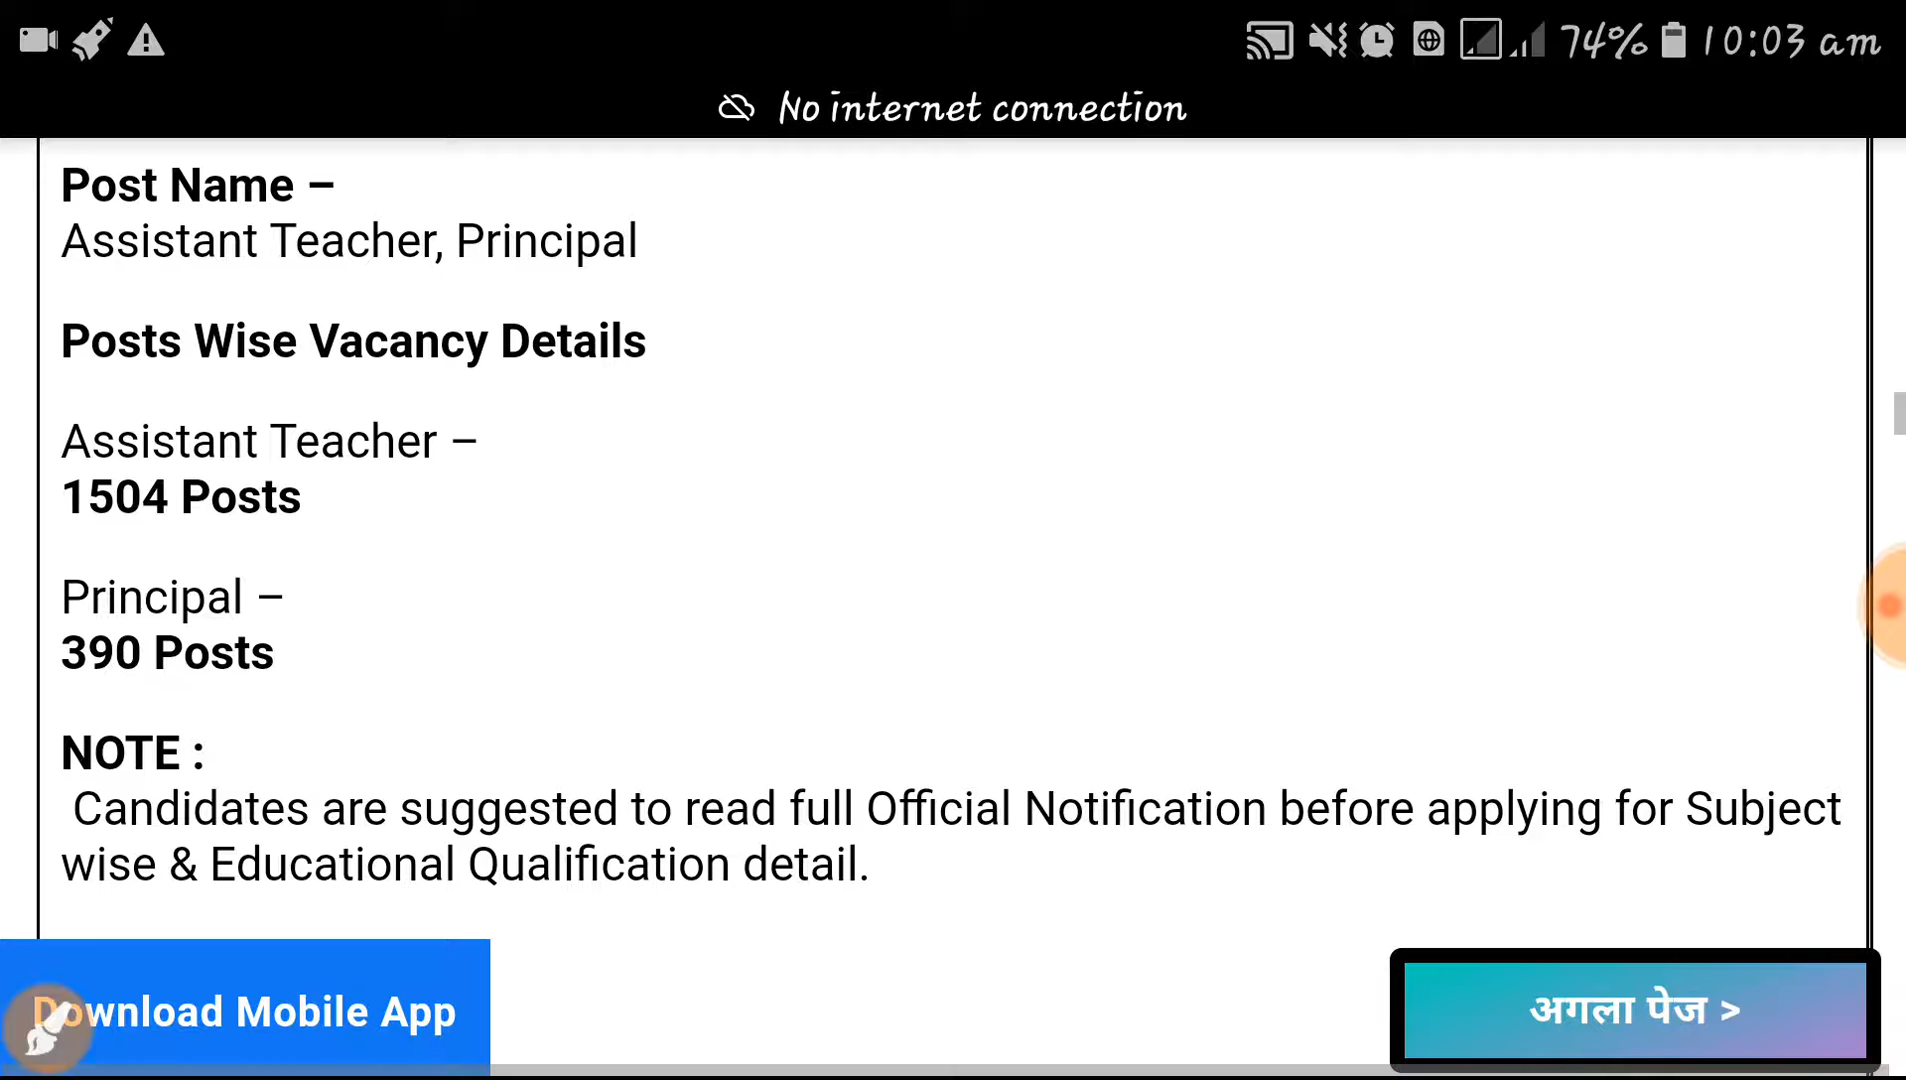 74% 10:03 am
No internet connection
Post Name –
Assistant Teacher, Principal
Posts Wise Vacancy Details
Assistant Teacher –
1504 Posts
Principal –
390 Posts
NOTE :
Candidates are suggested to read full Official Notification before applying for Subject
wise & Educational Qualification detail.
Download Mobile App
अगला पेज >